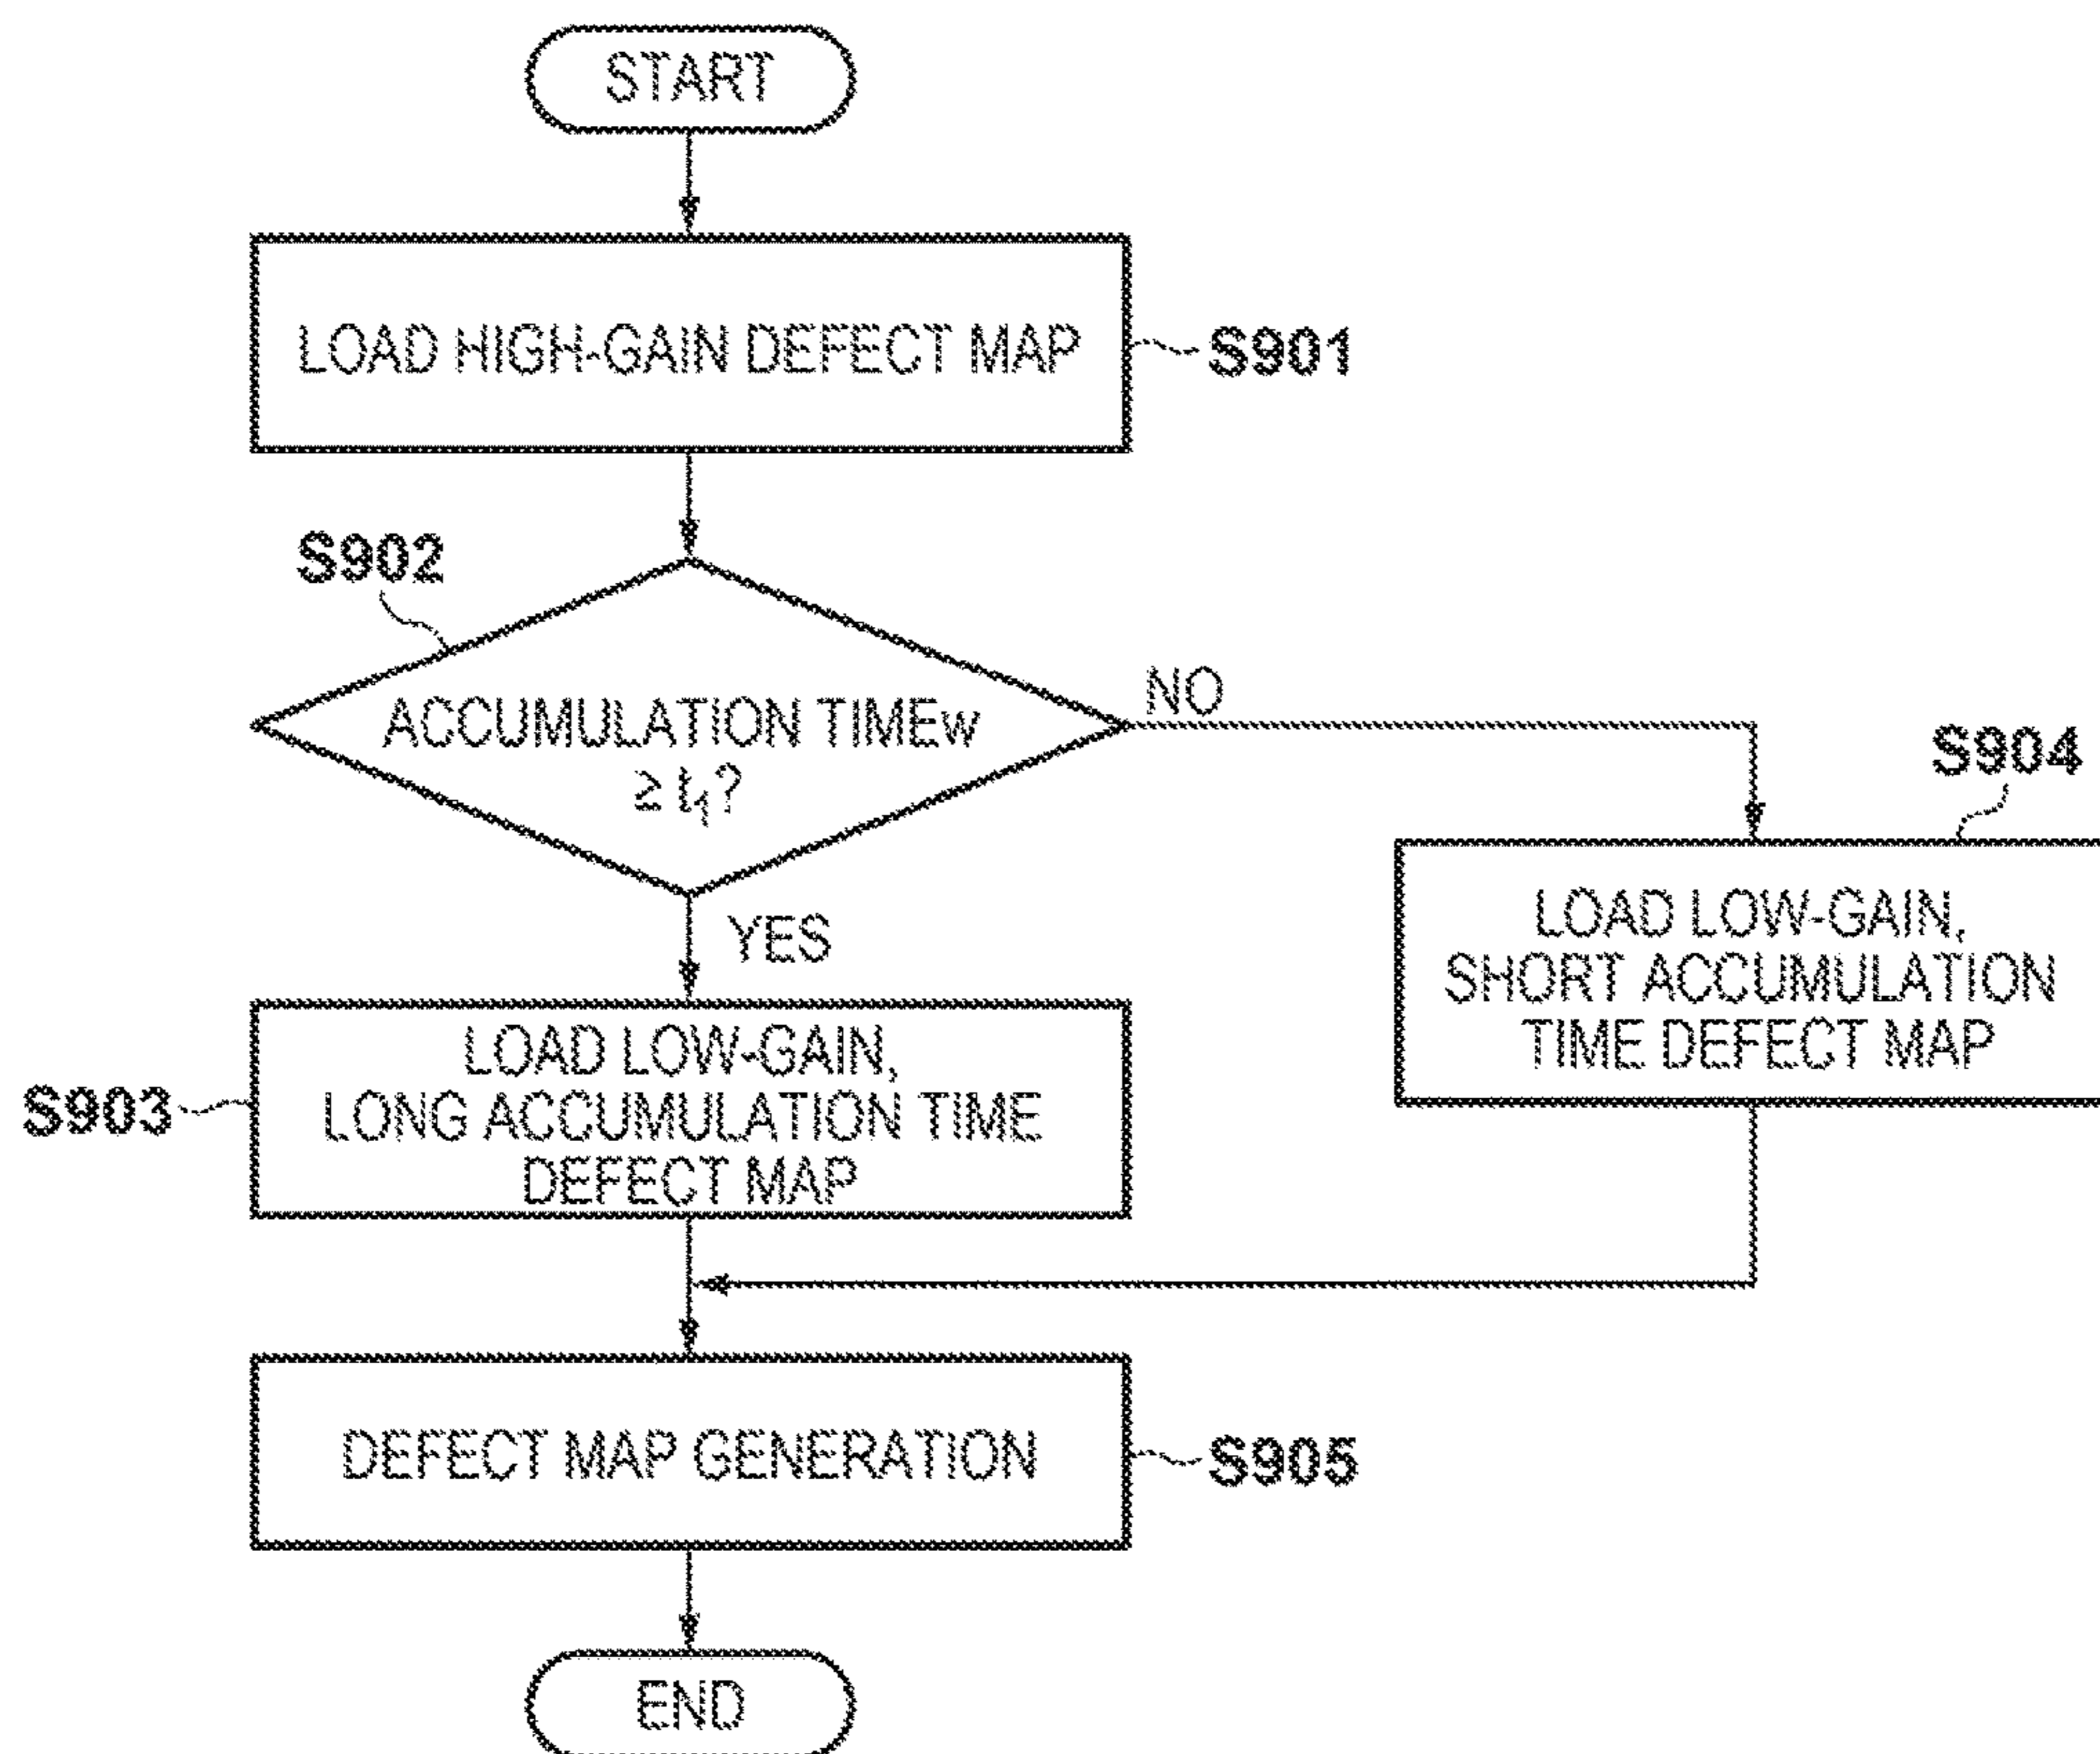 START
LOAD HIGH-GAIN DEFECT MAP
S901
S902
ACCUMULATION TIMEw
≥ t1?
NO
YES
S904
LOAD LOW-GAIN,
SHORT ACCUMULATION
TIME DEFECT MAP
S903
LOAD LOW-GAIN,
LONG ACCUMULATION TIME
DEFECT MAP
DEFECT MAP GENERATION
S905
END